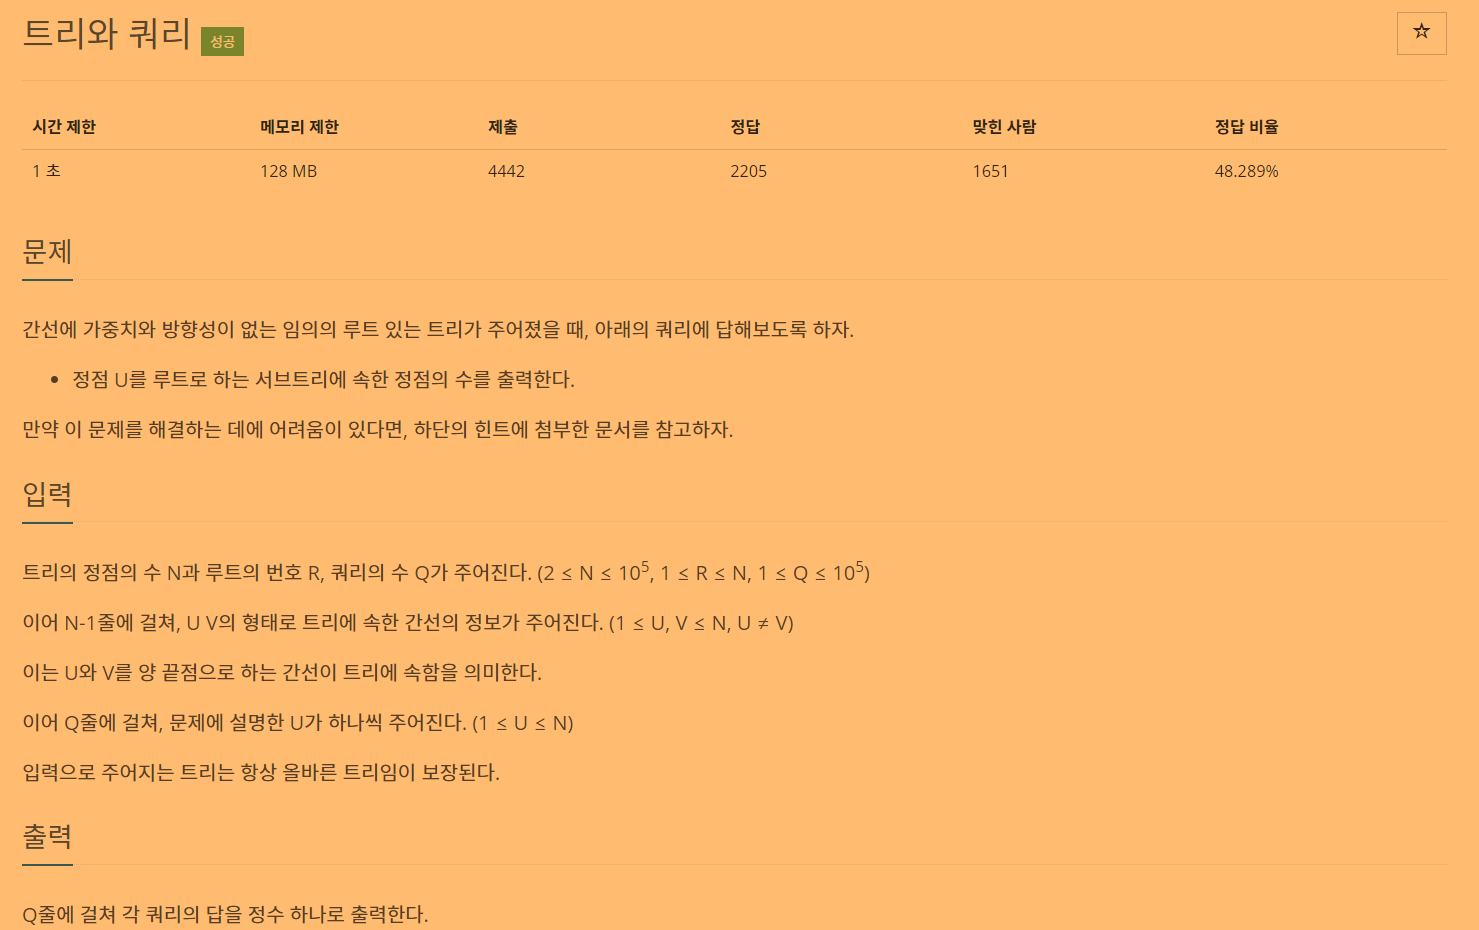 트리와 쿼리 성공 ☆
시간 제한 메모리 제한 제출 정답 맞힌 사람 정답 비율
1 초 128 MB 4442 2205 1651 48.289%
문제
간선에 가중치와 방향성이 없는 임의의 루트 있는 트리가 주어졌을 때, 아래의 쿼리에 답해보도록 하자.
• 정점 U를 루트로 하는 서브트리에 속한 정점의 수를 출력한다.
만약 이 문제를 해결하는 데에 어려움이 있다면, 하단의 힌트에 첨부한 문서를 참고하자.
입력
트리의 정점의 수 N과 루트의 번호 R, 쿼리의 수 Q가 주어진다. (2 ≤ N ≤ 10⁵, 1 ≤ R ≤ N, 1 ≤ Q ≤ 10⁵)
이어 N-1줄에 걸쳐, U V의 형태로 트리에 속한 간선의 정보가 주어진다. (1 ≤ U, V ≤ N, U ≠ V)
이는 U와 V를 양 끝점으로 하는 간선이 트리에 속함을 의미한다.
이어 Q줄에 걸쳐, 문제에 설명한 U가 하나씩 주어진다. (1 ≤ U ≤ N)
입력으로 주어지는 트리는 항상 올바른 트리임이 보장된다.
출력
Q줄에 걸쳐 각 쿼리의 답을 정수 하나로 출력한다.